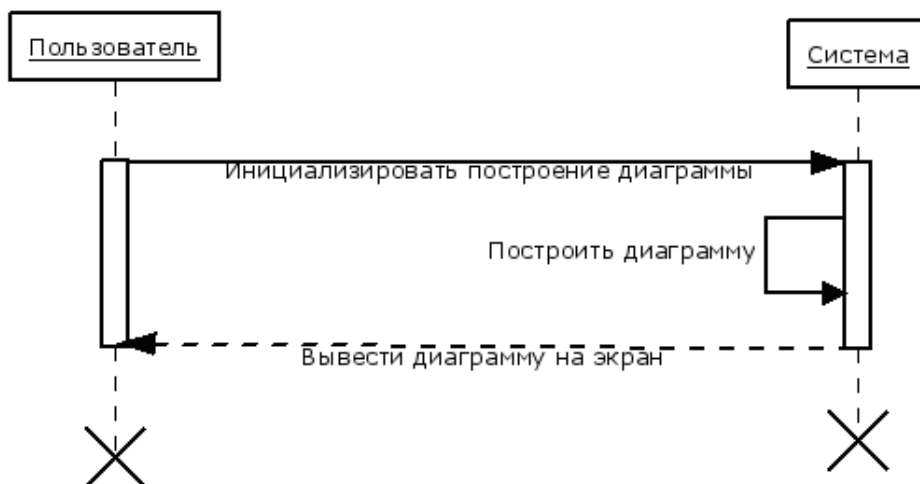 Пользователь
Система
Инициализировать построение диаграммы
Построить диаграмму
Вывести диаграмму на экран